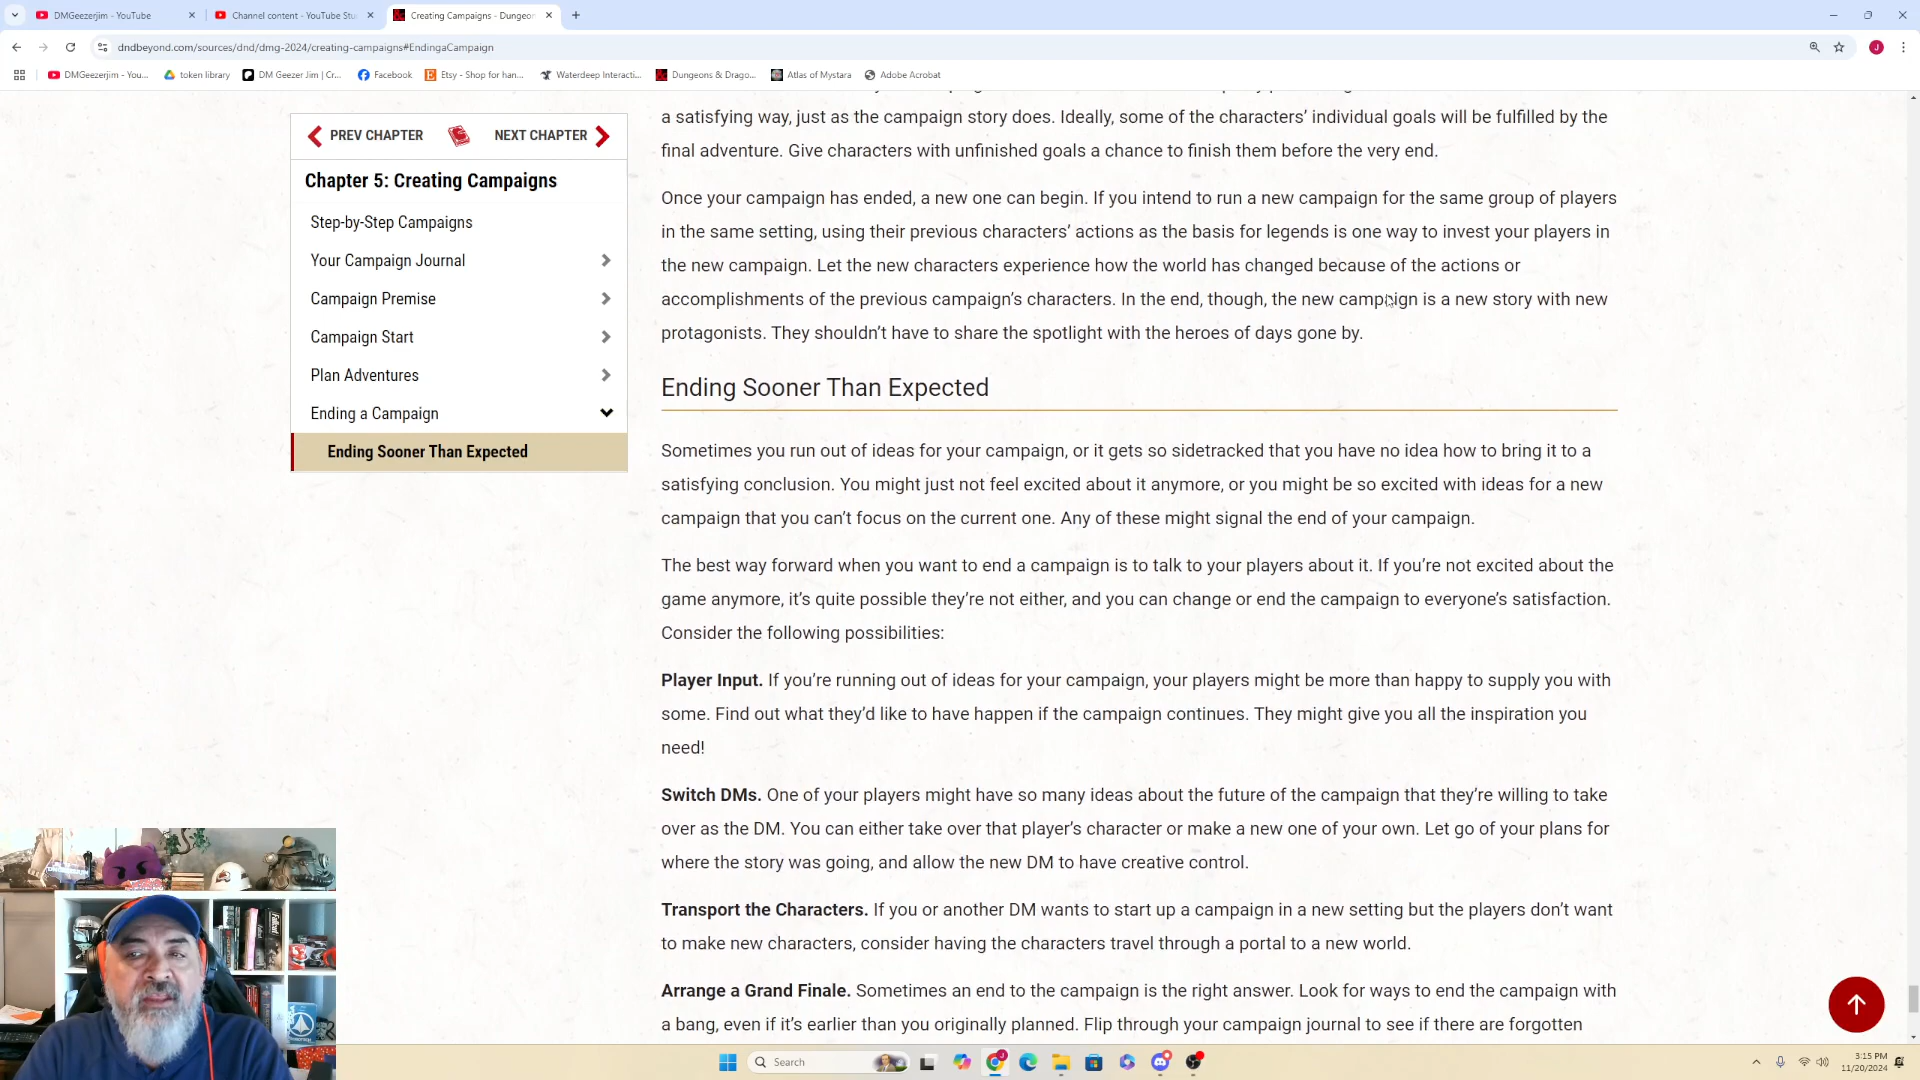 DMGeezerjim - YouTube
Channel content - YouTube Stu
Creating Campaigns - Dungeon
dndbeyond.com/sources/dnd/dmg-2024/creating-campaigns#EndingaCampaign
DMGeezerjim - You...
token library
DM Geezer Jim | Cr...
Facebook
Etsy - Shop for han...
Waterdeep Interacti...
Dungeons & Drago...
Atlas of Mystara
Adobe Acrobat
PREV CHAPTER
NEXT CHAPTER
Chapter 5: Creating Campaigns
Step-by-Step Campaigns
Your Campaign Journal
Campaign Premise
Campaign Start
Plan Adventures
Ending a Campaign
Ending Sooner Than Expected
a satisfying way, just as the campaign story does. Ideally, some of the characters’ individual goals will be fulfilled by the
final adventure. Give characters with unfinished goals a chance to finish them before the very end.
Once your campaign has ended, a new one can begin. If you intend to run a new campaign for the same group of players
in the same setting, using their previous characters’ actions as the basis for legends is one way to invest your players in
the new campaign. Let the new characters experience how the world has changed because of the actions or
accomplishments of the previous campaign’s characters. In the end, though, the new campaign is a new story with new
protagonists. They shouldn’t have to share the spotlight with the heroes of days gone by.
Ending Sooner Than Expected
Sometimes you run out of ideas for your campaign, or it gets so sidetracked that you have no idea how to bring it to a
satisfying conclusion. You might just not feel excited about it anymore, or you might be so excited with ideas for a new
campaign that you can’t focus on the current one. Any of these might signal the end of your campaign.
The best way forward when you want to end a campaign is to talk to your players about it. If you’re not excited about the
game anymore, it’s quite possible they’re not either, and you can change or end the campaign to everyone’s satisfaction.
Consider the following possibilities:
Player Input. If you’re running out of ideas for your campaign, your players might be more than happy to supply you with
some. Find out what they’d like to have happen if the campaign continues. They might give you all the inspiration you
need!
Switch DMs. One of your players might have so many ideas about the future of the campaign that they’re willing to take
over as the DM. You can either take over that player’s character or make a new one of your own. Let go of your plans for
where the story was going, and allow the new DM to have creative control.
Transport the Characters. If you or another DM wants to start up a campaign in a new setting but the players don’t want
to make new characters, consider having the characters travel through a portal to a new world.
Arrange a Grand Finale. Sometimes an end to the campaign is the right answer. Look for ways to end the campaign with
a bang, even if it’s earlier than you originally planned. Flip through your campaign journal to see if there are forgotten
Search
3:15 PM
11/20/2024